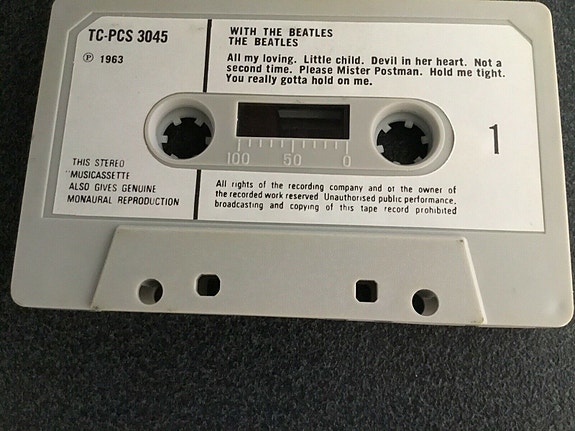 TC-PCS 3045
℗ 1963
WITH THE BEATLES
THE BEATLES
All my loving. Little child. Devil in her heart. Not a
second time. Please Mister Postman. Hold me tight.
You really gotta hold on me.
1
100 50 0
THIS STEREO
MUSICASSETTE
ALSO GIVES GENUINE
MONAURAL REPRODUCTION
All rights of the recording company and of the owner of
the recorded work reserved Unauthorised public performance,
broadcasting and copying of this tape record prohibited